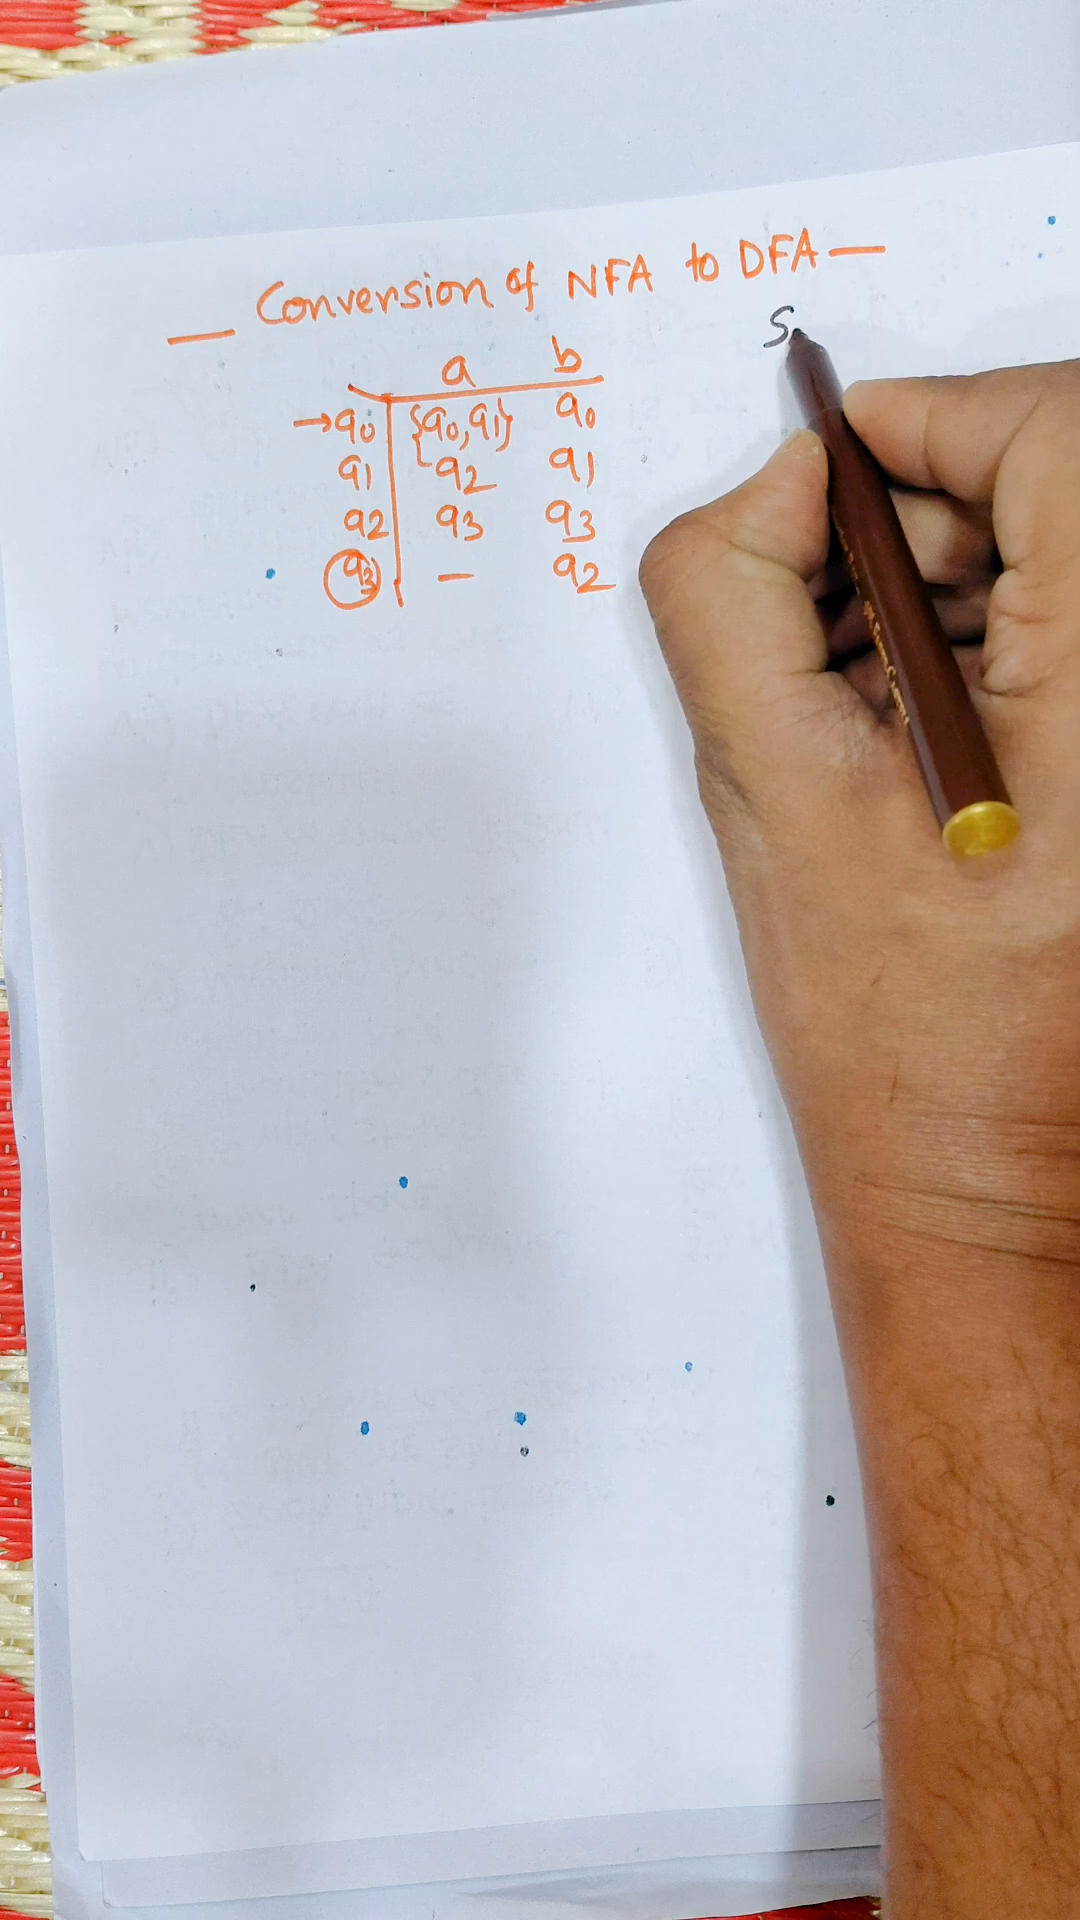 — Conversion of NFA to DFA —
S
a b
→q0 {q0,q1} q0
q1 q2 q1
q2 q3 q3
q3 — q2